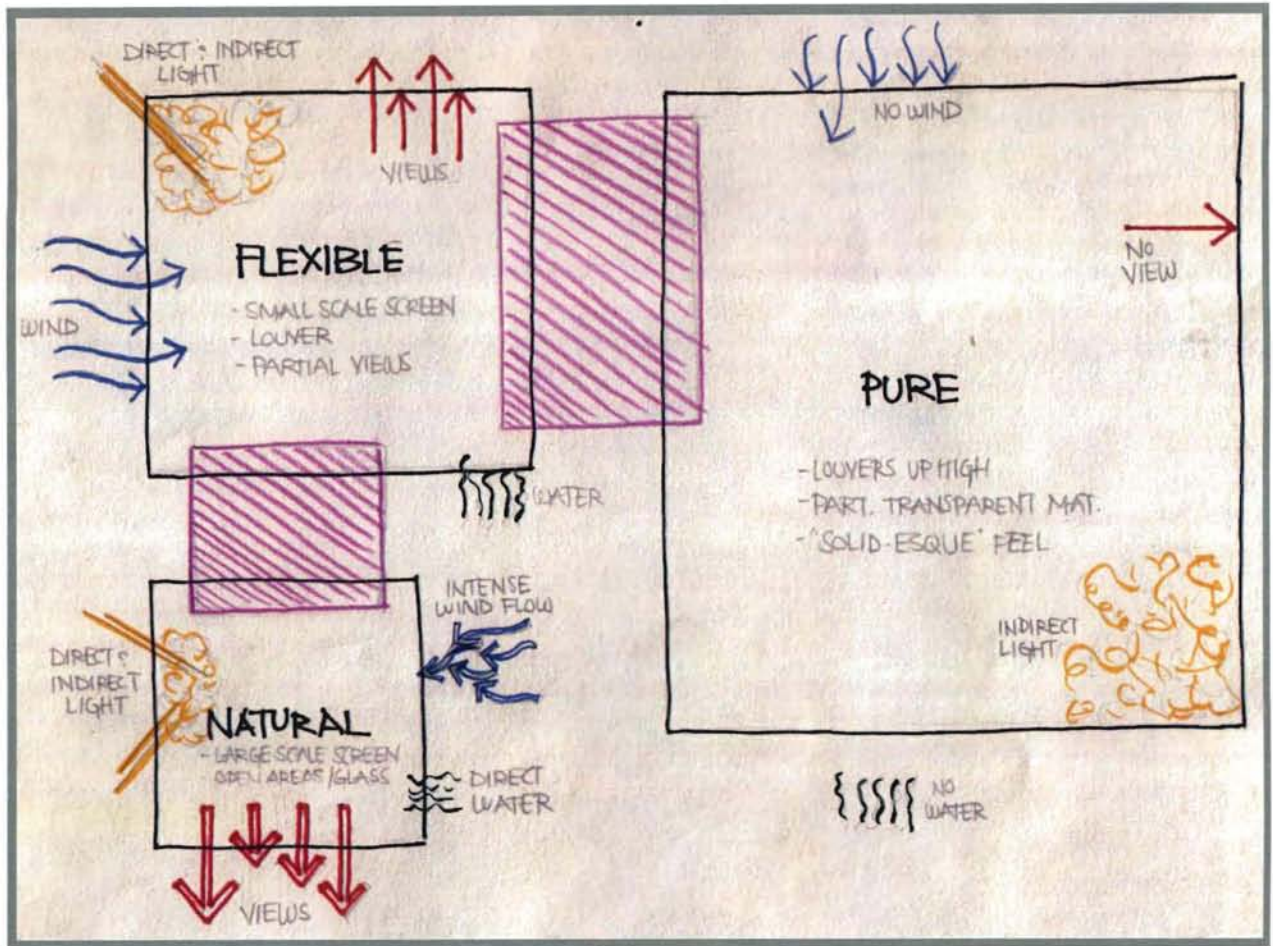 DIRECT & INDIRECT
LIGHT
VIEWS
WIND
FLEXIBLE
- SMALL SCALE SCREEN
- LOUVER
- PARTIAL VIEWS
WATER
NO WIND
NO
VIEW
PURE
- LOUVERS UP HIGH
- PART. TRANSPARENT MAT.
- "SOLID-ESQUE" FEEL
INDIRECT
LIGHT
NO
WATER
INTENSE
WIND FLOW
DIRECT &
INDIRECT
LIGHT
NATURAL
- LARGE SCALE SCREEN
OPEN AREAS/GLASS
DIRECT
WATER
VIEWS